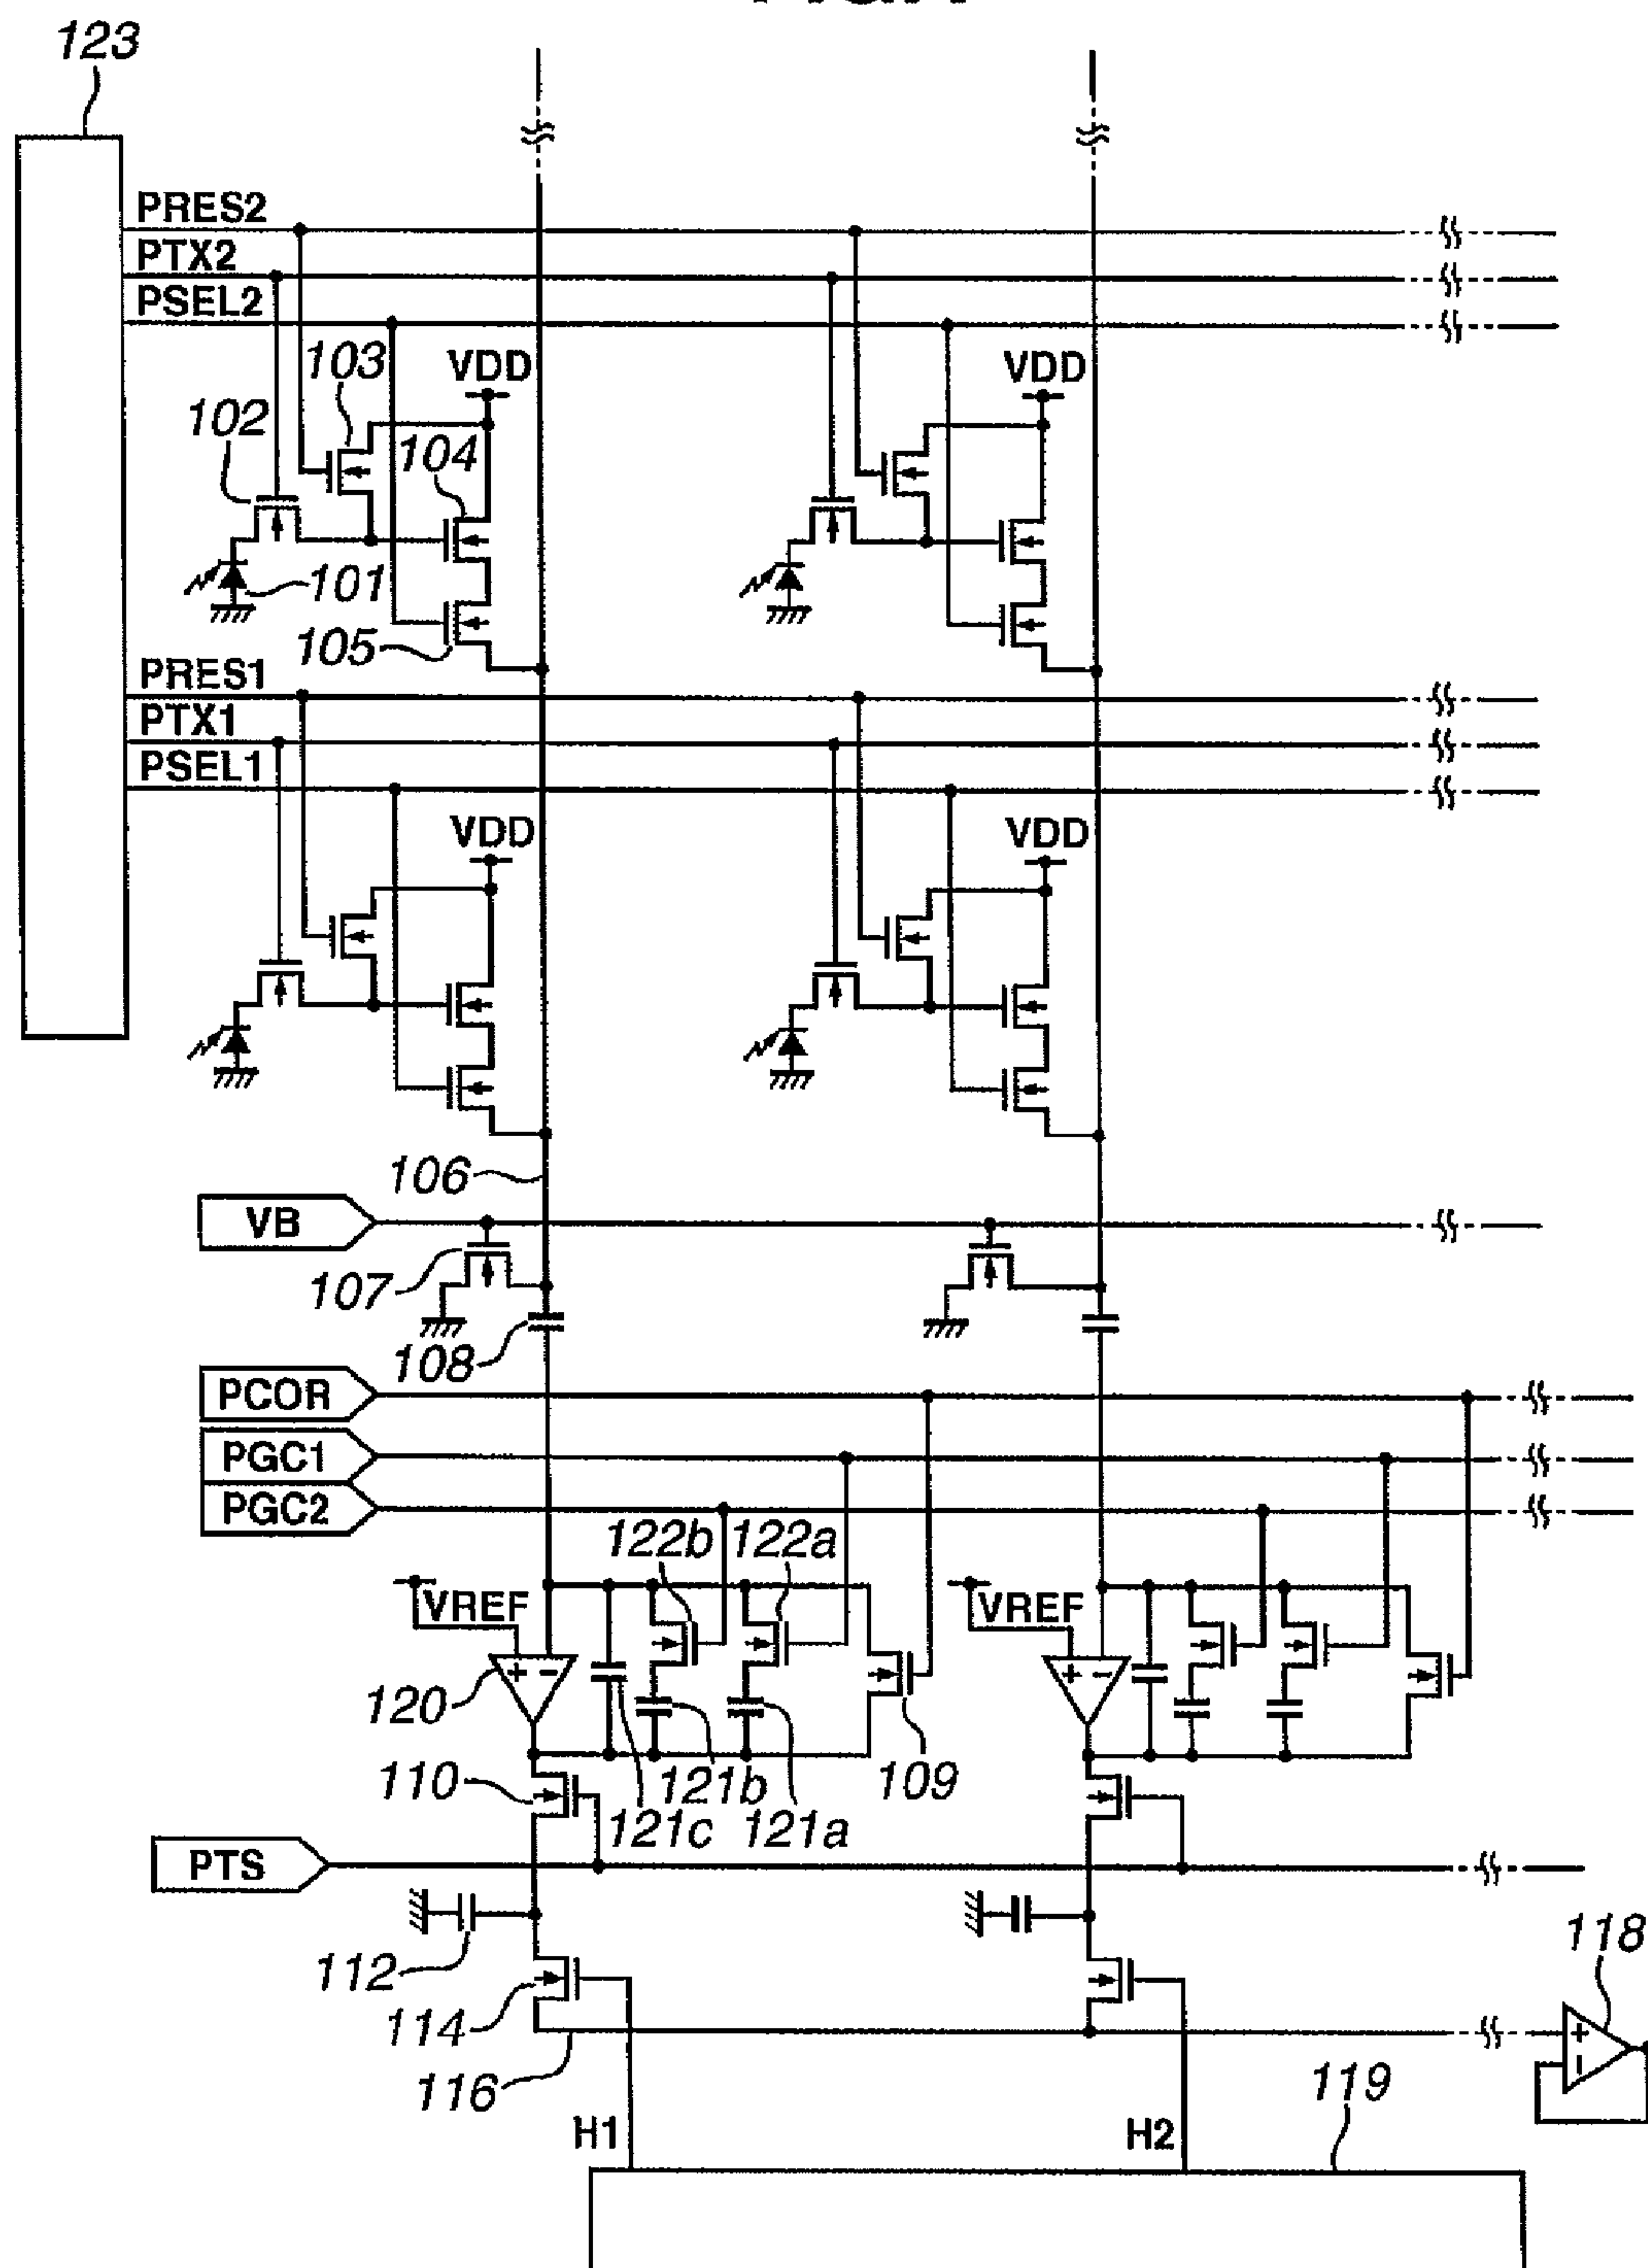 123
PRES2
PTX2
PSEL2
103
VDD
VDD
102
104
101
105
PRES1
PTX1
PSEL1
VDD
VDD
106
VB
107
108
PCOR
PGC1
PGC2
122b
122a
VREF
VREF
+ -
+ -
120
110
121b
109
121c
121a
PTS
112
118
114
+
-
116
119
H1
H2